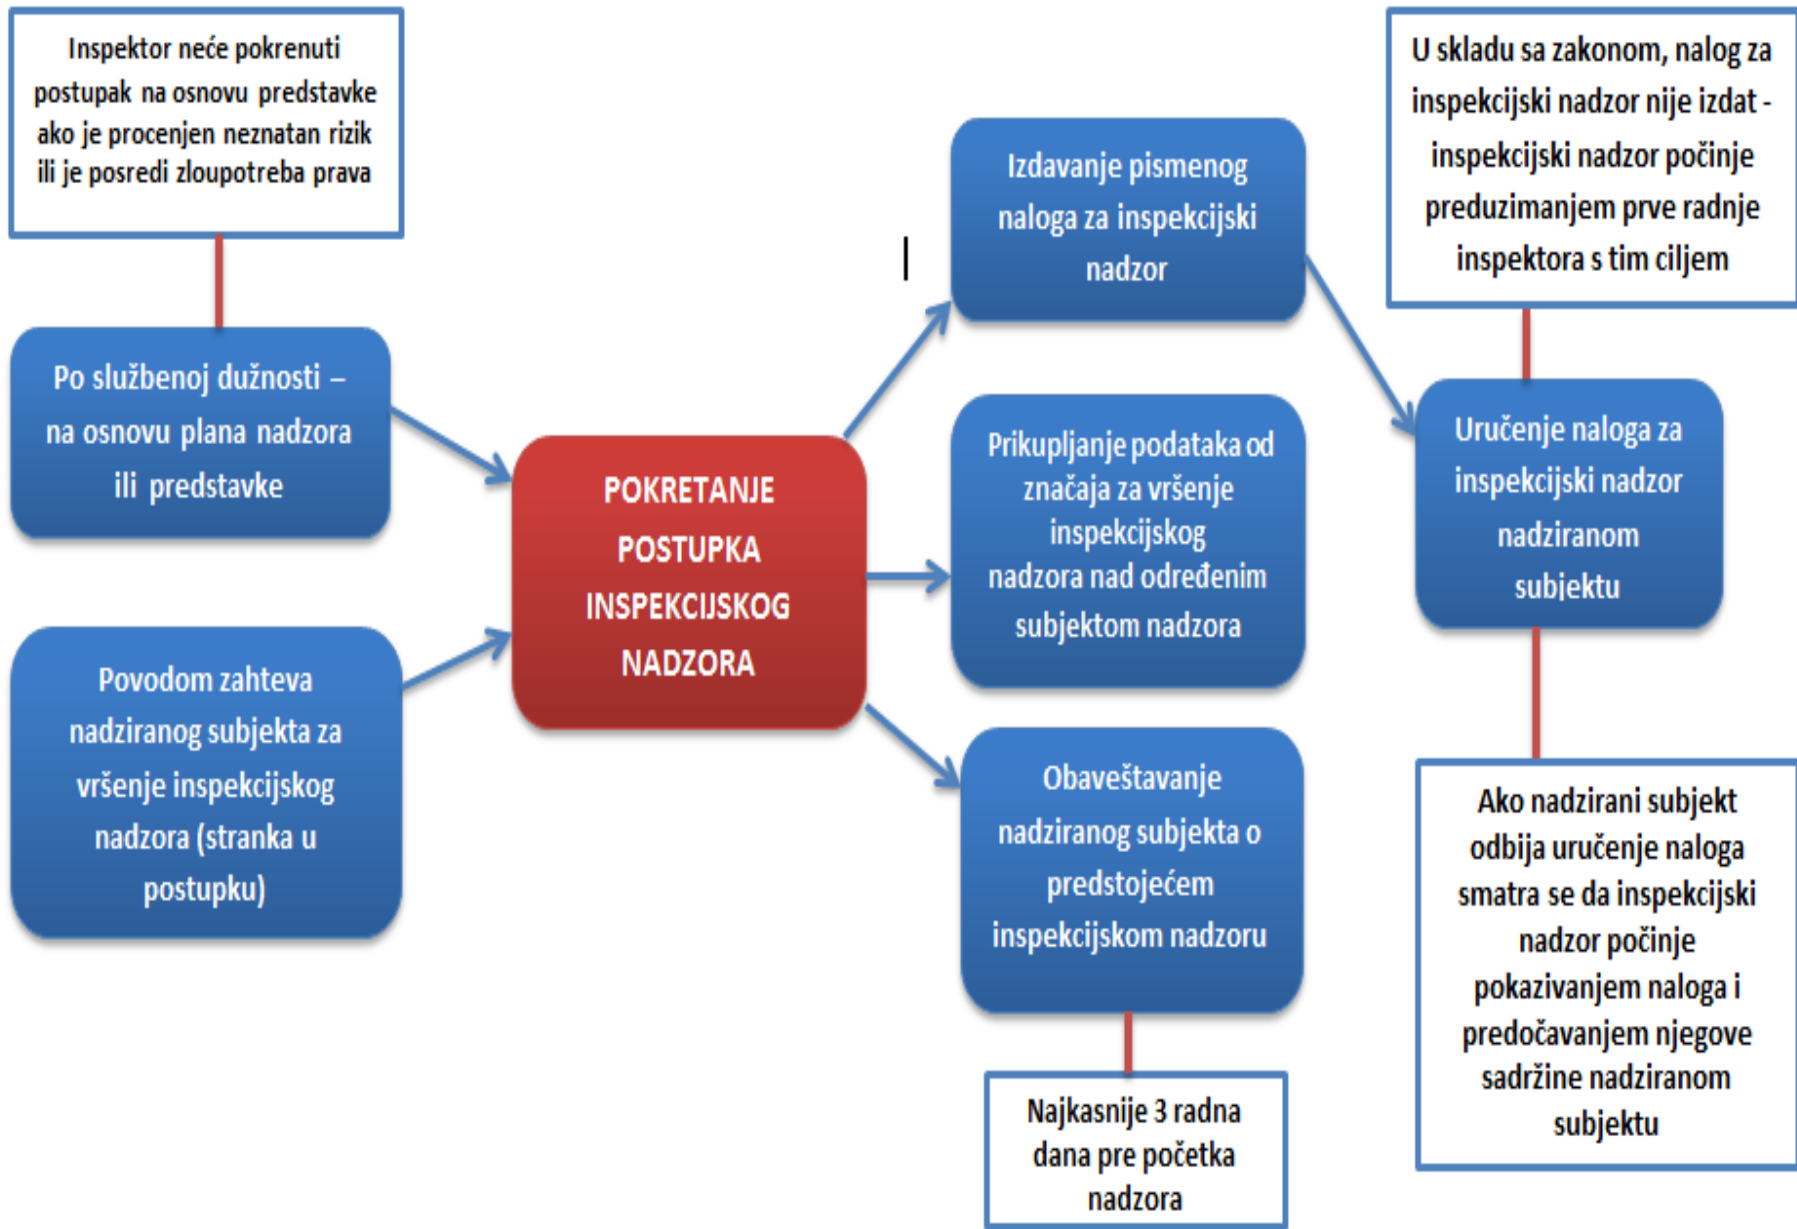 Inspektor neće pokrenuti
postupak na osnovu predstavke
ako je procenjen neznatan rizik
ili je posredi zloupotreba prava
Po službenoj dužnosti –
na osnovu plana nadzora
ili predstavke
Povodom zahteva
nadziranog subjekta za
vršenje inspekcijskog
nadzora (stranka u
postupku)
POKRETANJE
POSTUPKA
INSPEKCIJSKOG
NADZORA
Izdavanje pismenog
naloga za inspekcijski
nadzor
Prikupljanje podataka od
značaja za vršenje
inspekcijskog
nadzora nad određenim
subjektom nadzora
Obaveštavanje
nadziranog subjekta o
predstojećem
inspekcijskom nadzoru
Najkasnije 3 radna
dana pre početka
nadzora
U skladu sa zakonom, nalog za
inspekcijski nadzor nije izdat -
inspekcijski nadzor počinje
preduzimanjem prve radnje
inspektora s tim ciljem
Uručenje naloga za
inspekcijski nadzor
nadziranom
subjektu
Ako nadzirani subjekt
odbija uručenje naloga
smatra se da inspekcijski
nadzor počinje
pokazivanjem naloga i
predočavanjem njegove
sadržine nadziranom
subjektu